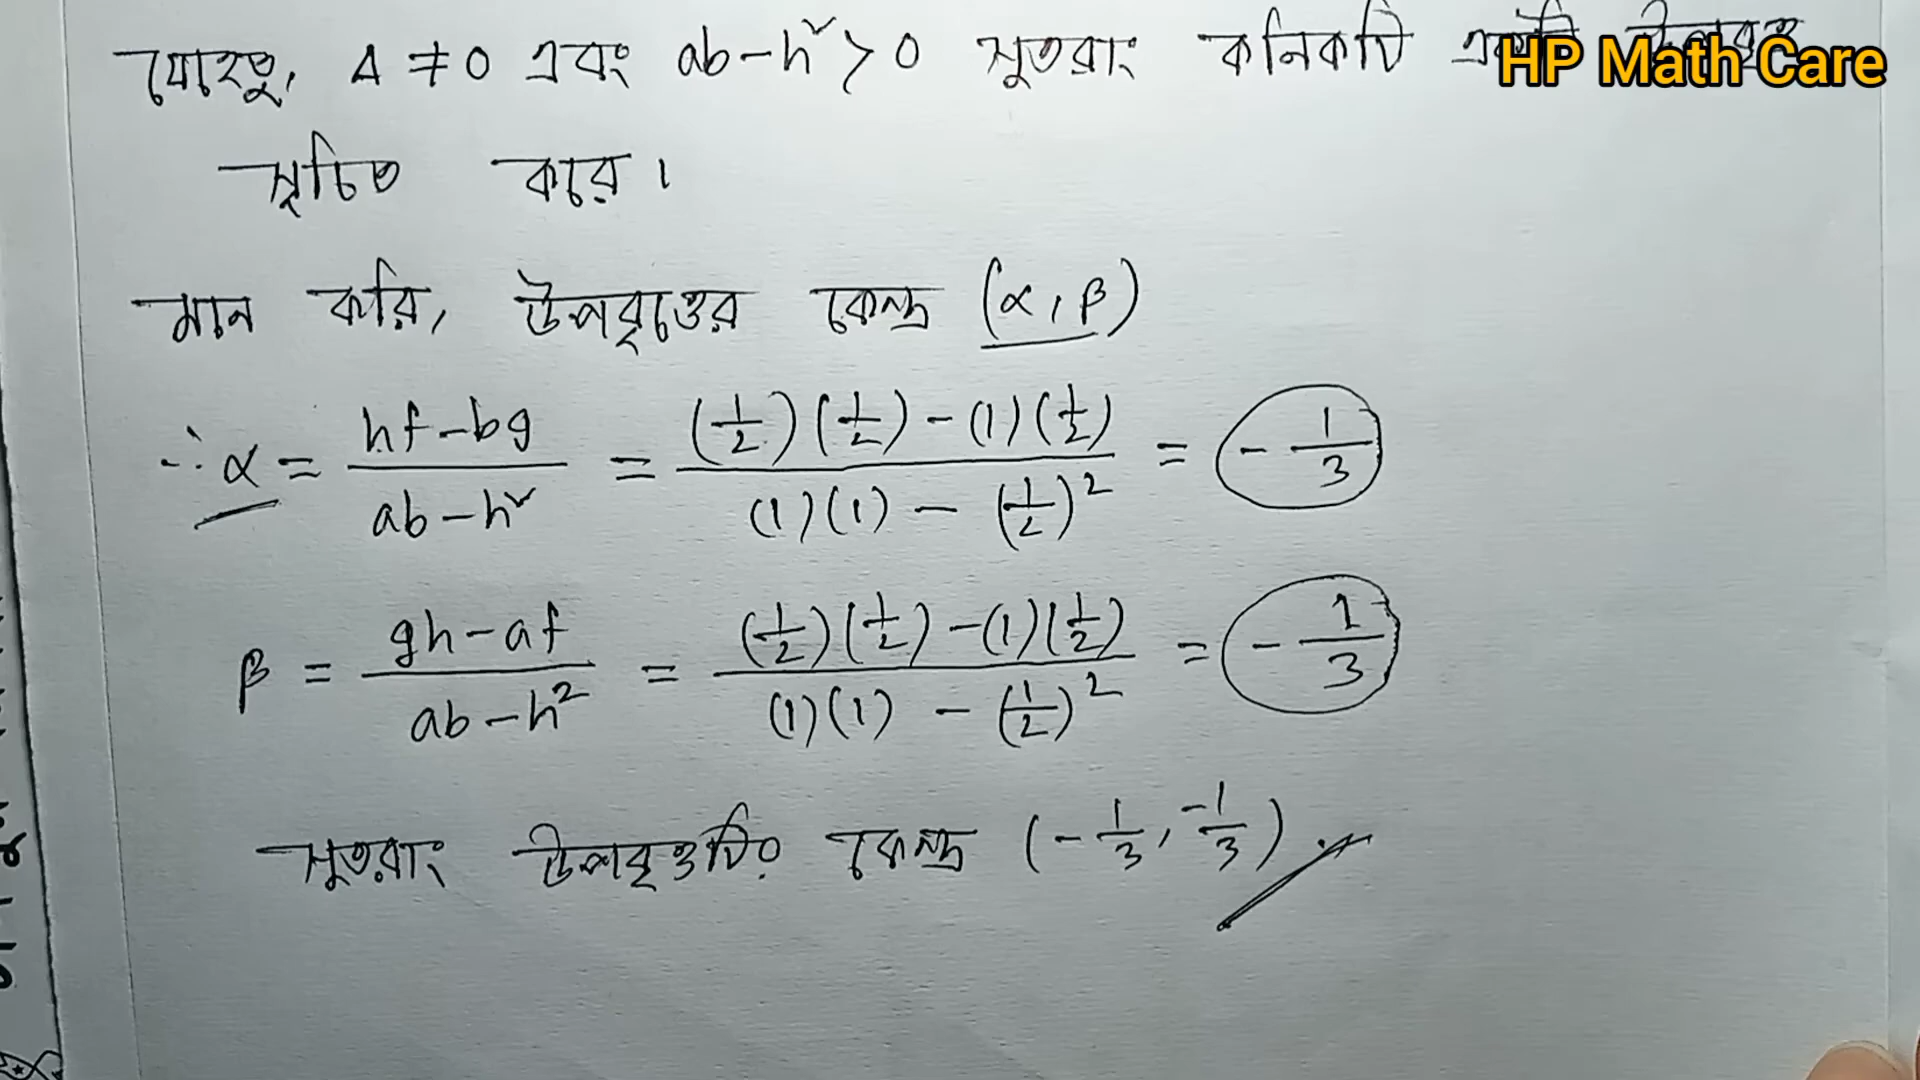 যেহেতু, Δ ≠ 0 এবং ab - h² > 0 সুতরাং কনিকটি একটি উপবৃত্ত
HP Math Care
সূচিত করে।
মনে করি, উপবৃত্তের কেন্দ্র (α, β)
∴ α = (hf - bg)/(ab - h²) = ((1/2)(1/2) - (1)(1/2))/((1)(1) - (1/2)²) = -1/3
β = (gh - af)/(ab - h²) = ((1/2)(1/2) - (1)(1/2))/((1)(1) - (1/2)²) = -1/3
সুতরাং উপবৃত্তটির কেন্দ্র (-1/3, -1/3)